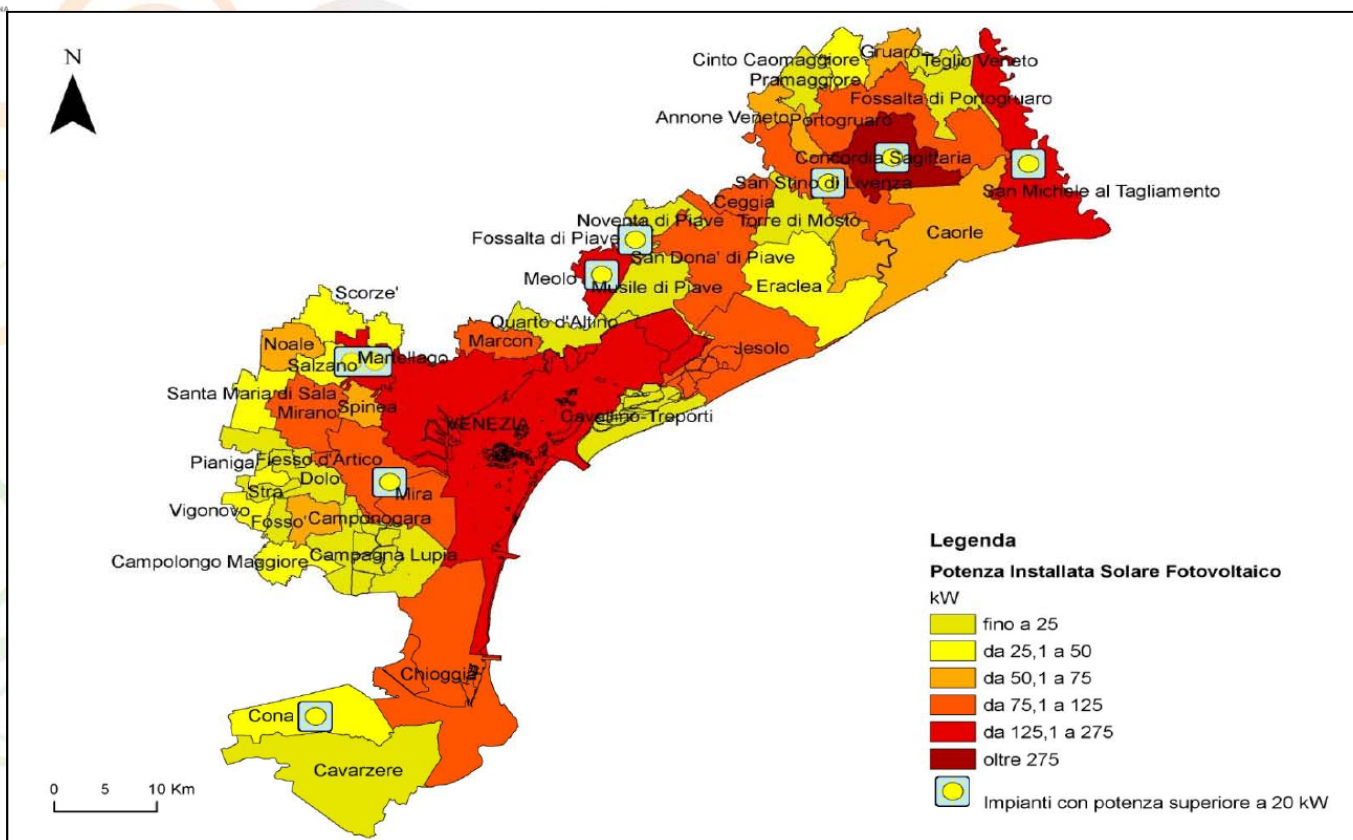 N
Cinto Caomaggiore
Gruaro
Teglio Veneto
Pramaggiore
Fossalta di Portogruaro
Annone Veneto
Portogruaro
Concordia Sagittaria
San Stino di Livenza
San Michele al Tagliamento
Ceggia
Noventa di Piave
Torre di Mosto
Caorle
Fossalta di Piave
San Dona' di Piave
Meolo
Musile di Piave
Eraclea
Scorze'
Quarto d'Altino
Noale
Marcon
Jesolo
Martellago
Salzano
Santa Maria di Sala
Mirano
Spinea
Cavallino-Treporti
VENEZIA
Pianiga
Fiesso d'Artico
Dolo
Stra
Mira
Vigonovo
Fosso'
Camponogara
Campagna Lupia
Campolongo Maggiore
Chioggia
Cona
Cavarzere
0 5 10 Km
Legenda
Potenza Installata Solare Fotovoltaico
kW
fino a 25
da 25,1 a 50
da 50,1 a 75
da 75,1 a 125
da 125,1 a 275
oltre 275
Impianti con potenza superiore a 20 kW